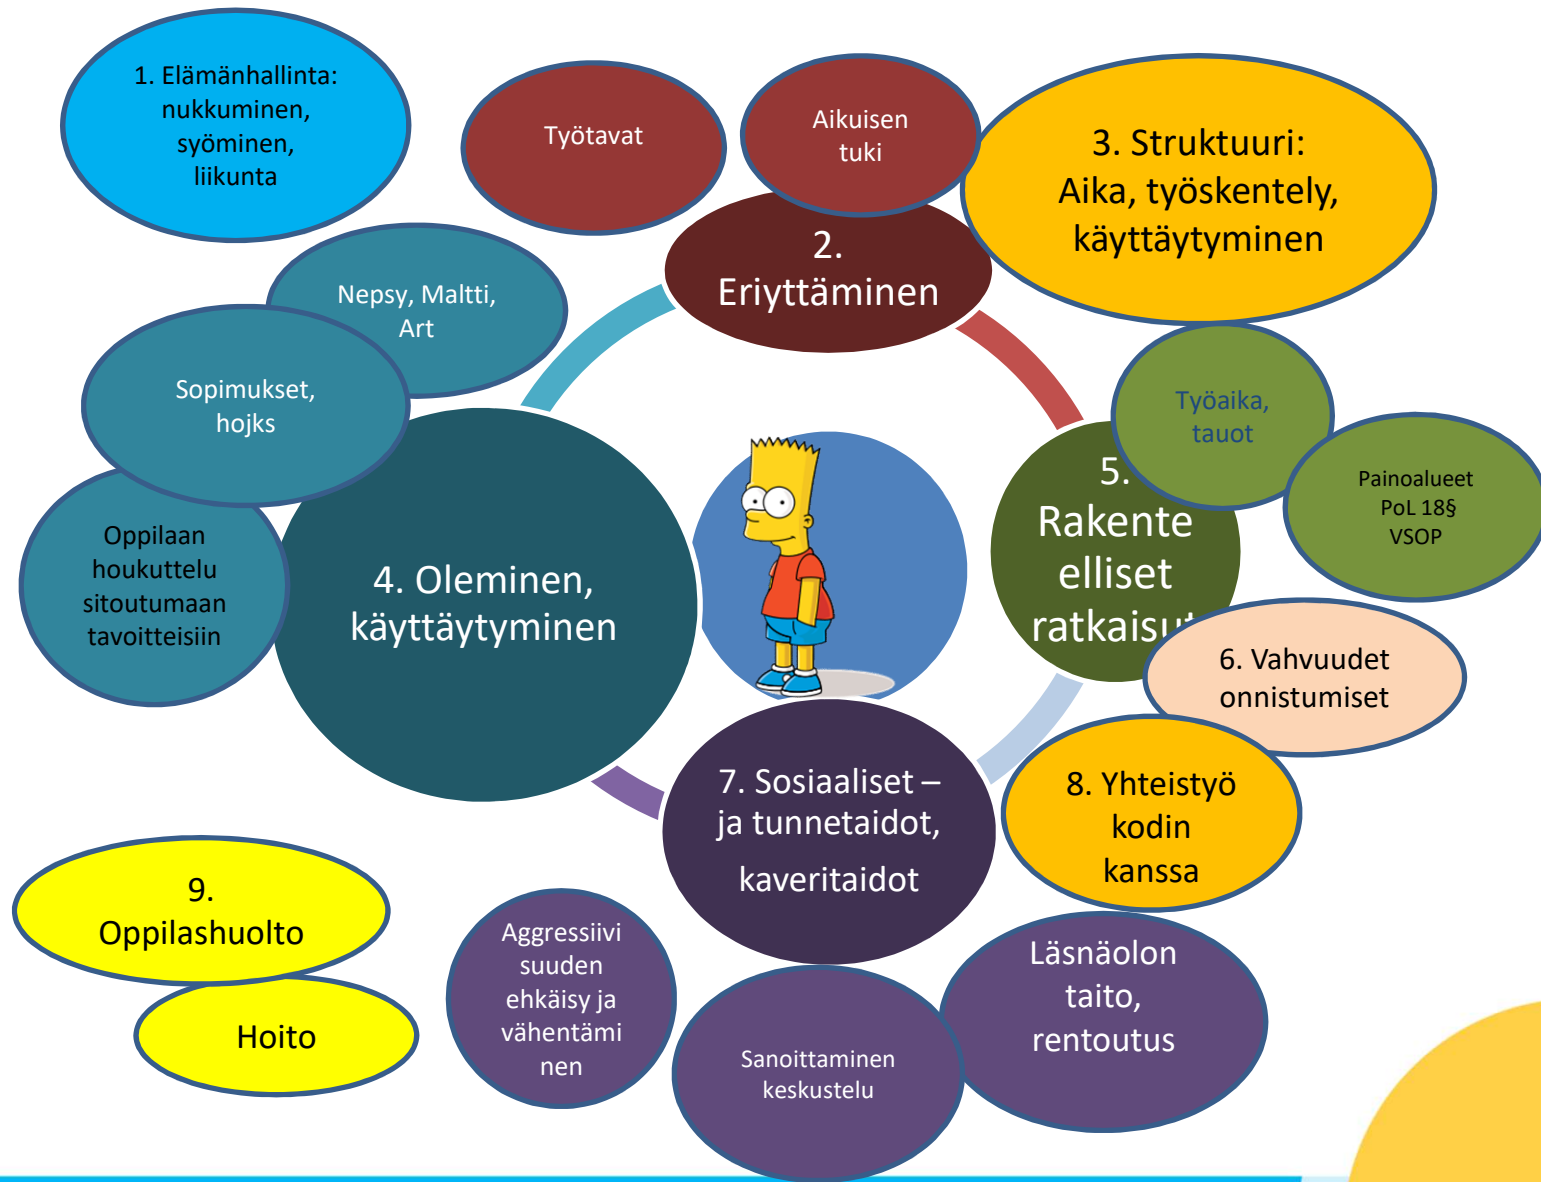 1. Elämänhallinta:
nukkuminen,
syöminen,
liikunta
Työtavat
Aikuisen
tuki
2.
Eriyttäminen
3. Struktuuri:
Aika, työskentely,
käyttäytyminen
Nepsy, Maltti,
Art
Sopimukset,
hojks
Oppilaan
houkuttelu
sitoutumaan
tavoitteisiin
4. Oleminen,
käyttäytyminen
Työaika,
tauot
Painoalueet
PoL 18§
VSOP
5.
Rakente
elliset
ratkaisut
6. Vahvuudet
onnistumiset
7. Sosiaaliset –
ja tunnetaidot,
kaveritaidot
8. Yhteistyö
kodin
kanssa
9.
Oppilashuolto
Hoito
Aggressiivi
suuden
ehkäisy ja
vähentämi
nen
Sanoittaminen
keskustelu
Läsnäolon
taito,
rentoutus